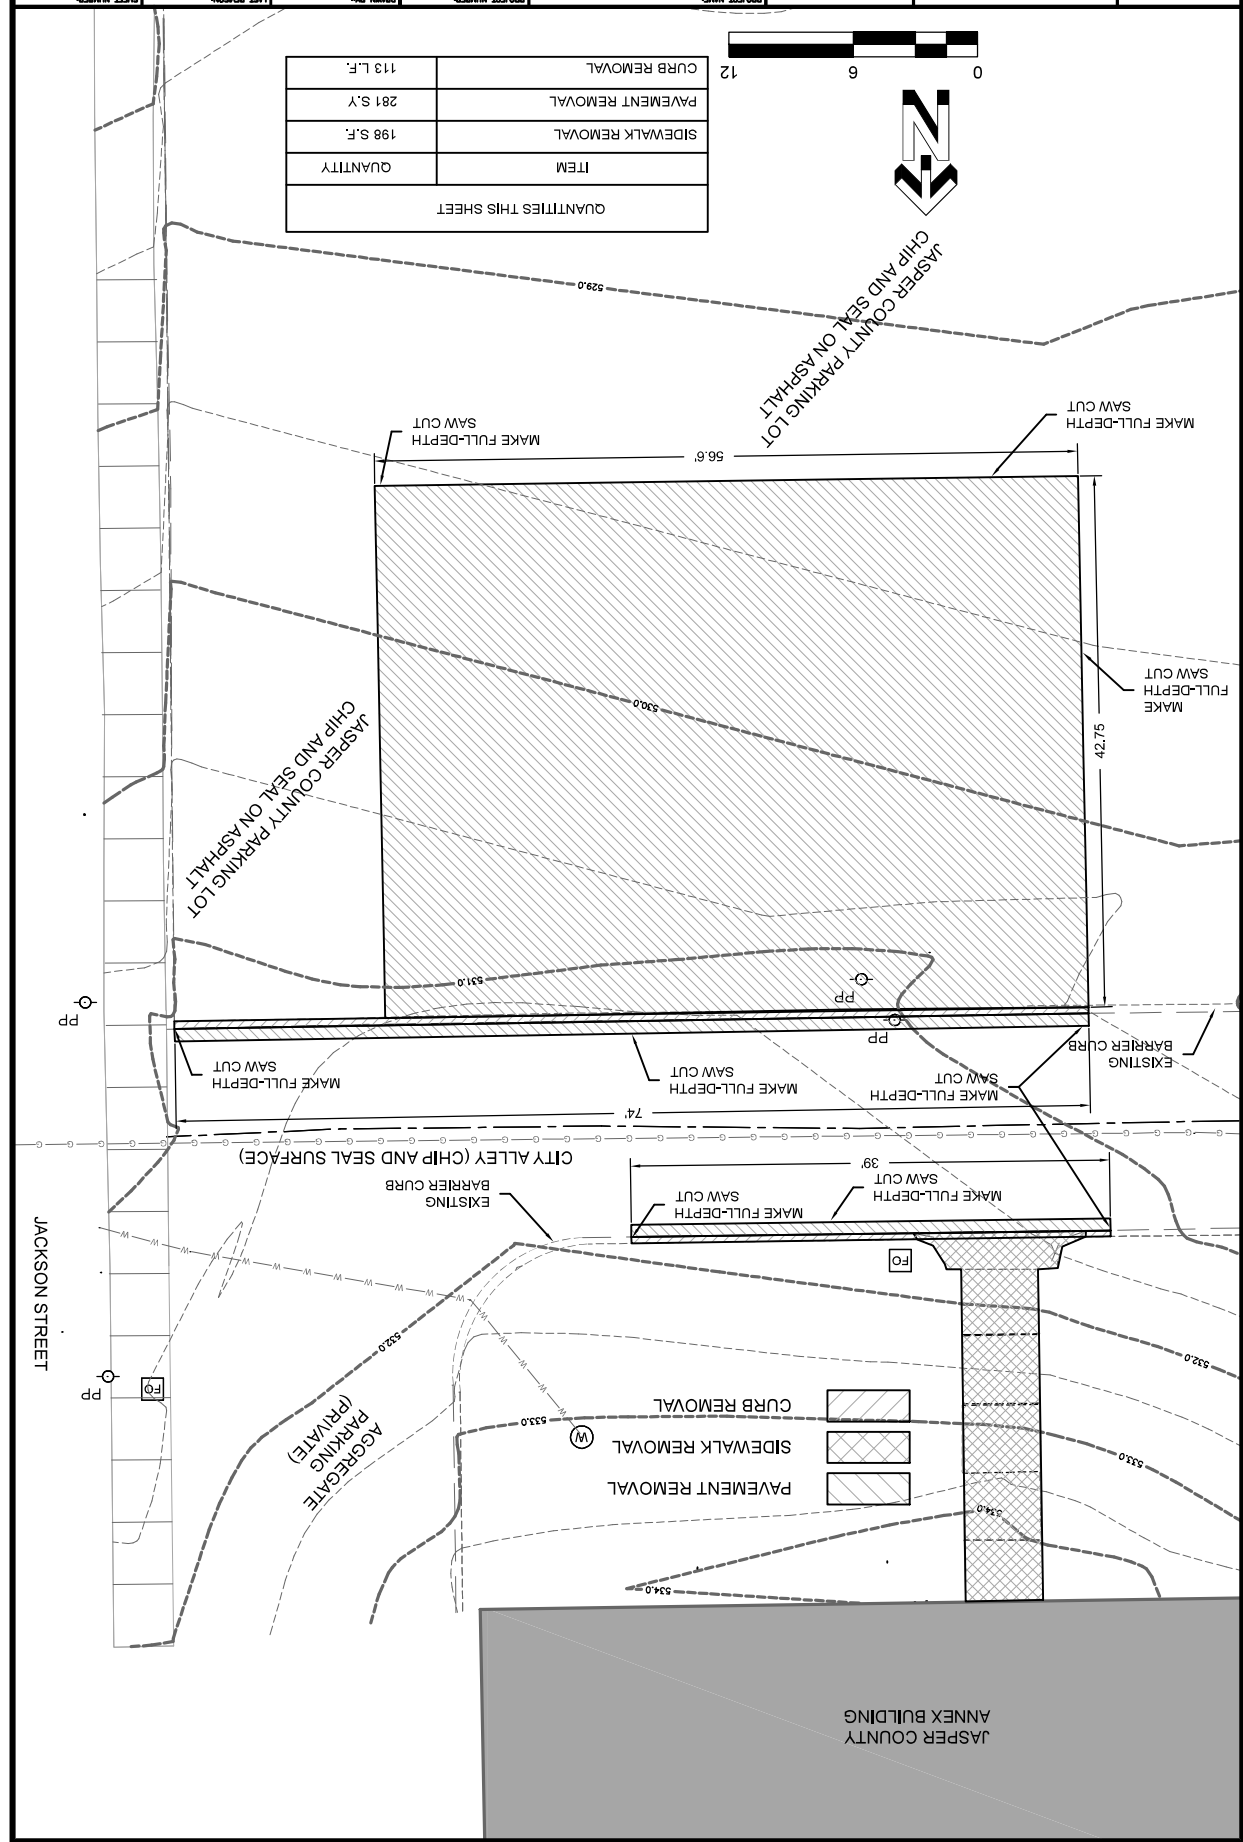 JASPER COUNTY
ANNEX BUILDING
534.0
534.0
533.0
533.0
532.0
532.0
PAVEMENT REMOVAL
SIDEWALK REMOVAL
CURB REMOVAL
W
AGGREGATE
PARKING
(PRIVATE)
FO
PP
JACKSON STREET
FO
W W W W W W W W W W
MAKE FULL-DEPTH
SAW CUT
MAKE FULL-DEPTH
SAW CUT
39'
EXISTING
BARRIER CURB
CITY ALLEY (CHIP AND SEAL SURFACE)
G G G G G G G G G G G G G G G G G G G G G G
74'
MAKE FULL-DEPTH
SAW CUT
MAKE FULL-DEPTH
SAW CUT
MAKE FULL-DEPTH
SAW CUT
EXISTING
BARRIER CURB
PP
PP
PP
531.0
42.75
JASPER COUNTY PARKING LOT
CHIP AND SEAL ON ASPHALT
530.0
MAKE
FULL-DEPTH
SAW CUT
56.6'
MAKE FULL-DEPTH
SAW CUT
MAKE FULL-DEPTH
SAW CUT
JASPER COUNTY PARKING LOT
CHIP AND SEAL ON ASPHALT
529.0
N
0 6 12
QUANTITIES THIS SHEET
ITEM QUANTITY
SIDEWALK REMOVAL 198 S.F.
PAVEMENT REMOVAL 281 S.Y
CURB REMOVAL 113 L.F.